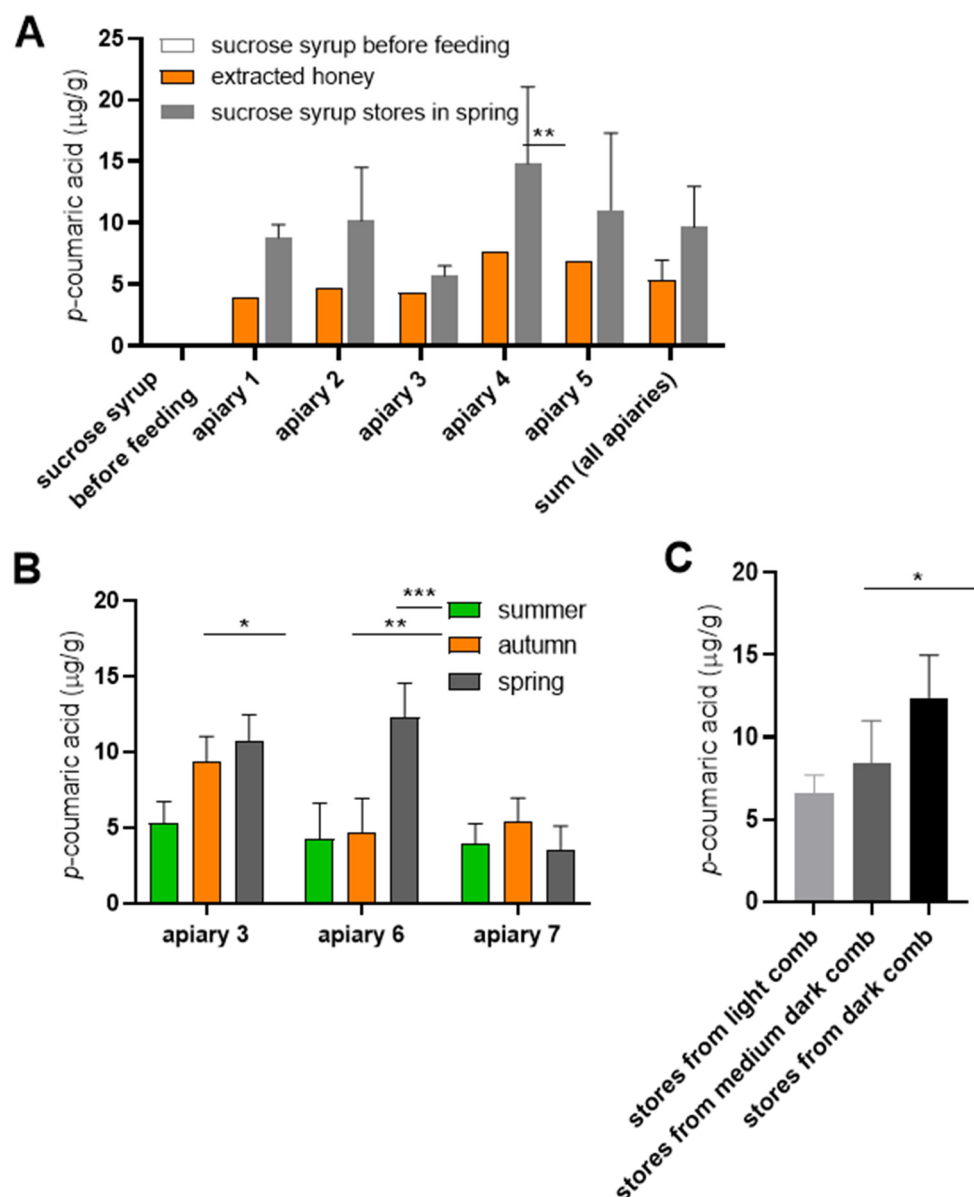 A
25
20
15
10
5
0
p-coumaric acid (µg/g)
sucrose syrup before feeding
extracted honey
sucrose syrup stores in spring
**
sucrose syrup
before feeding
apiary 1
apiary 2
apiary 3
apiary 4
apiary 5
sum (all apiaries)
B
20
15
10
5
0
p-coumaric acid (µg/g)
*
***
**
summer
autumn
spring
apiary 3
apiary 6
apiary 7
C
20
15
10
5
0
p-coumaric acid (µg/g)
*
stores from light comb
stores from medium dark comb
stores from dark comb